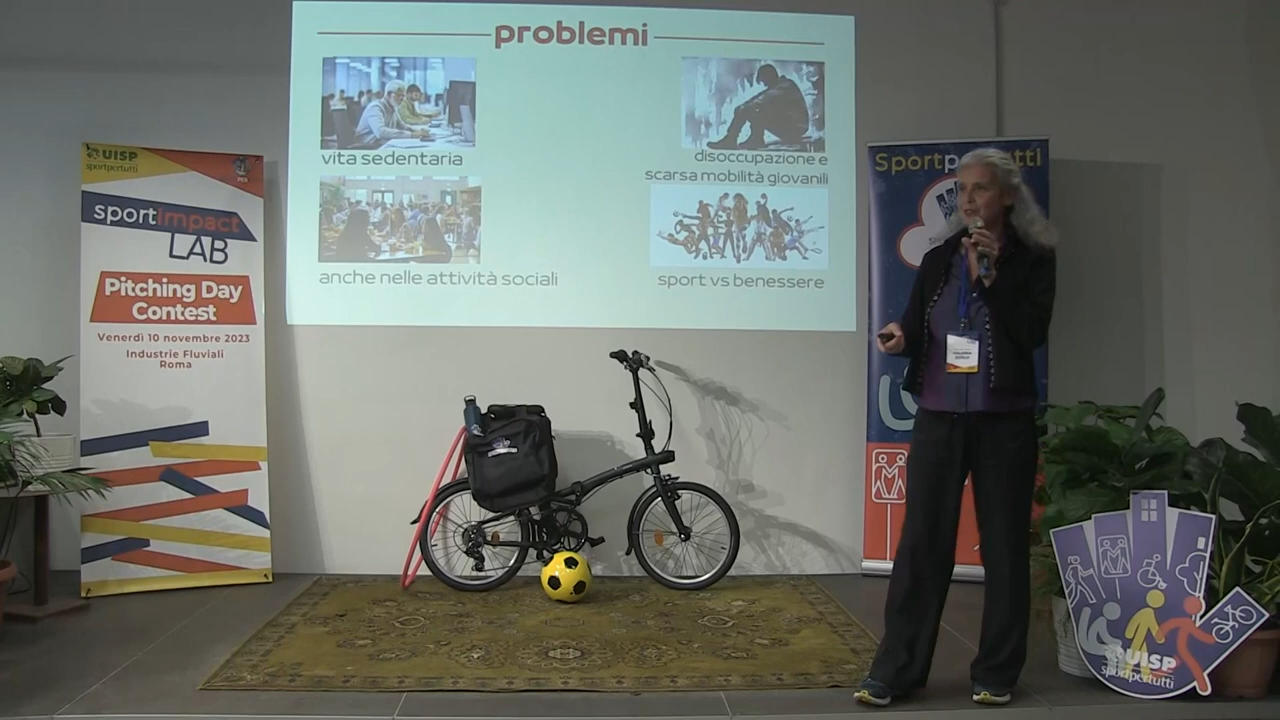 problemi
vita sedentaria
disoccupazione e
scarsa mobilità giovanili
anche nelle attività sociali
sport vs benessere
UISP
sportpertutti
sportimpact
LAB
Pitching Day
Contest
Venerdì 10 novembre 2023
Industrie Fluviali
Roma
Sportpertutti
UISP
sportpertutti